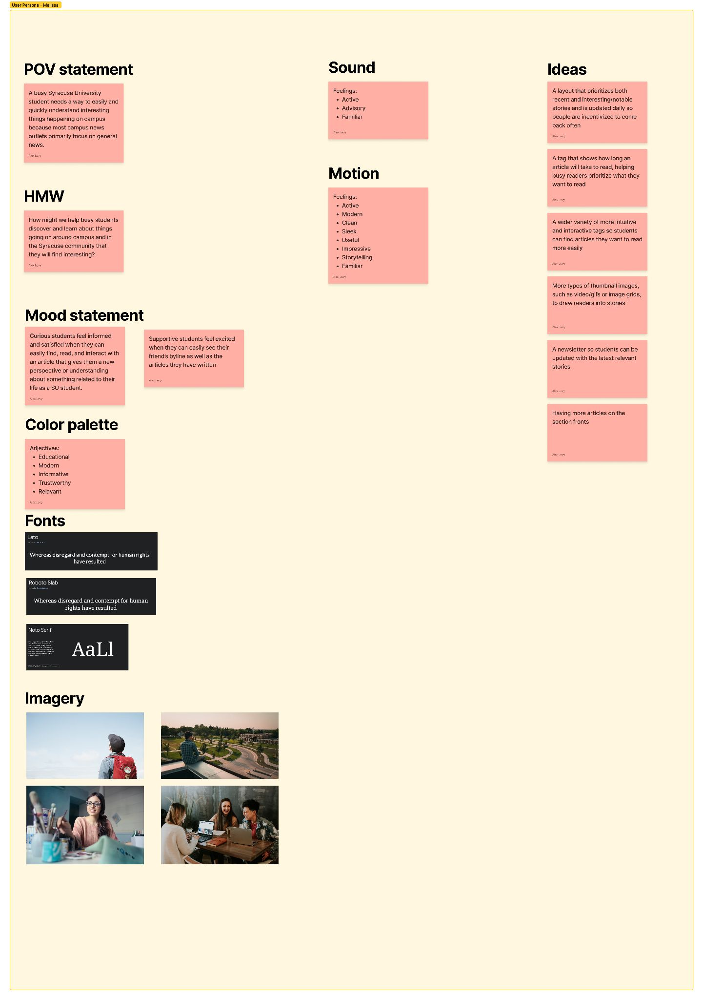 User Persona - Melissa
POV statement
A busy Syracuse University
student needs a way to easily and
quickly understand interesting
things happening on campus
because most campus news
outlets primarily focus on general
news.
Alex Levy
HMW
How might we help busy students
discover and learn about things
going on around campus and in
the Syracuse community that
they will find interesting?
Alex Levy
Mood statement
Curious students feel informed
and satisfied when they can
easily find, read, and interact with
an article that gives them a new
perspective or understanding
about something related to their
life as a SU student.
Alex Levy
Supportive students feel excited
when they can easily see their
friend's byline as well as the
articles they have written
Alex Levy
Color palette
Adjectives:
• Educational
• Modern
• Informative
• Trustworthy
• Relavant
Alex Levy
Fonts
Lato
Whereas disregard and contempt for human rights
have resulted
Roboto Slab
Whereas disregard and contempt for human
rights have resulted
Noto Serif
AaLl
Imagery
Sound
Feelings:
• Active
• Advisory
• Familiar
Alex Levy
Motion
Feelings:
• Active
• Modern
• Clean
• Sleek
• Useful
• Impressive
• Storytelling
• Familiar
Alex Levy
Ideas
A layout that prioritizes both
recent and interesting/notable
stories and is updated daily so
people are incentivized to come
back often
Alex Levy
A tag that shows how long an
article will take to read, helping
busy readers prioritize what they
want to read
Alex Levy
A wider variety of more intuitive
and interactive tags so students
can find articles they want to read
more easily
Alex Levy
More types of thumbnail images,
such as video/gifs or image grids,
to draw readers into stories
Alex Levy
A newsletter so students can be
updated with the latest relevant
stories
Alex Levy
Having more articles on the
section fronts
Alex Levy